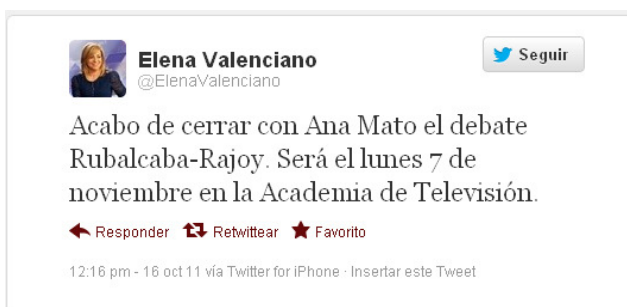 Elena Valenciano
@ElenaValenciano
Seguir
Acabo de cerrar con Ana Mato el debate
Rubalcaba-Rajoy. Será el lunes 7 de
noviembre en la Academia de Televisión.
Responder Retwittear Favorito
12:16 pm - 16 oct 11 vía Twitter for iPhone · Insertar este Tweet